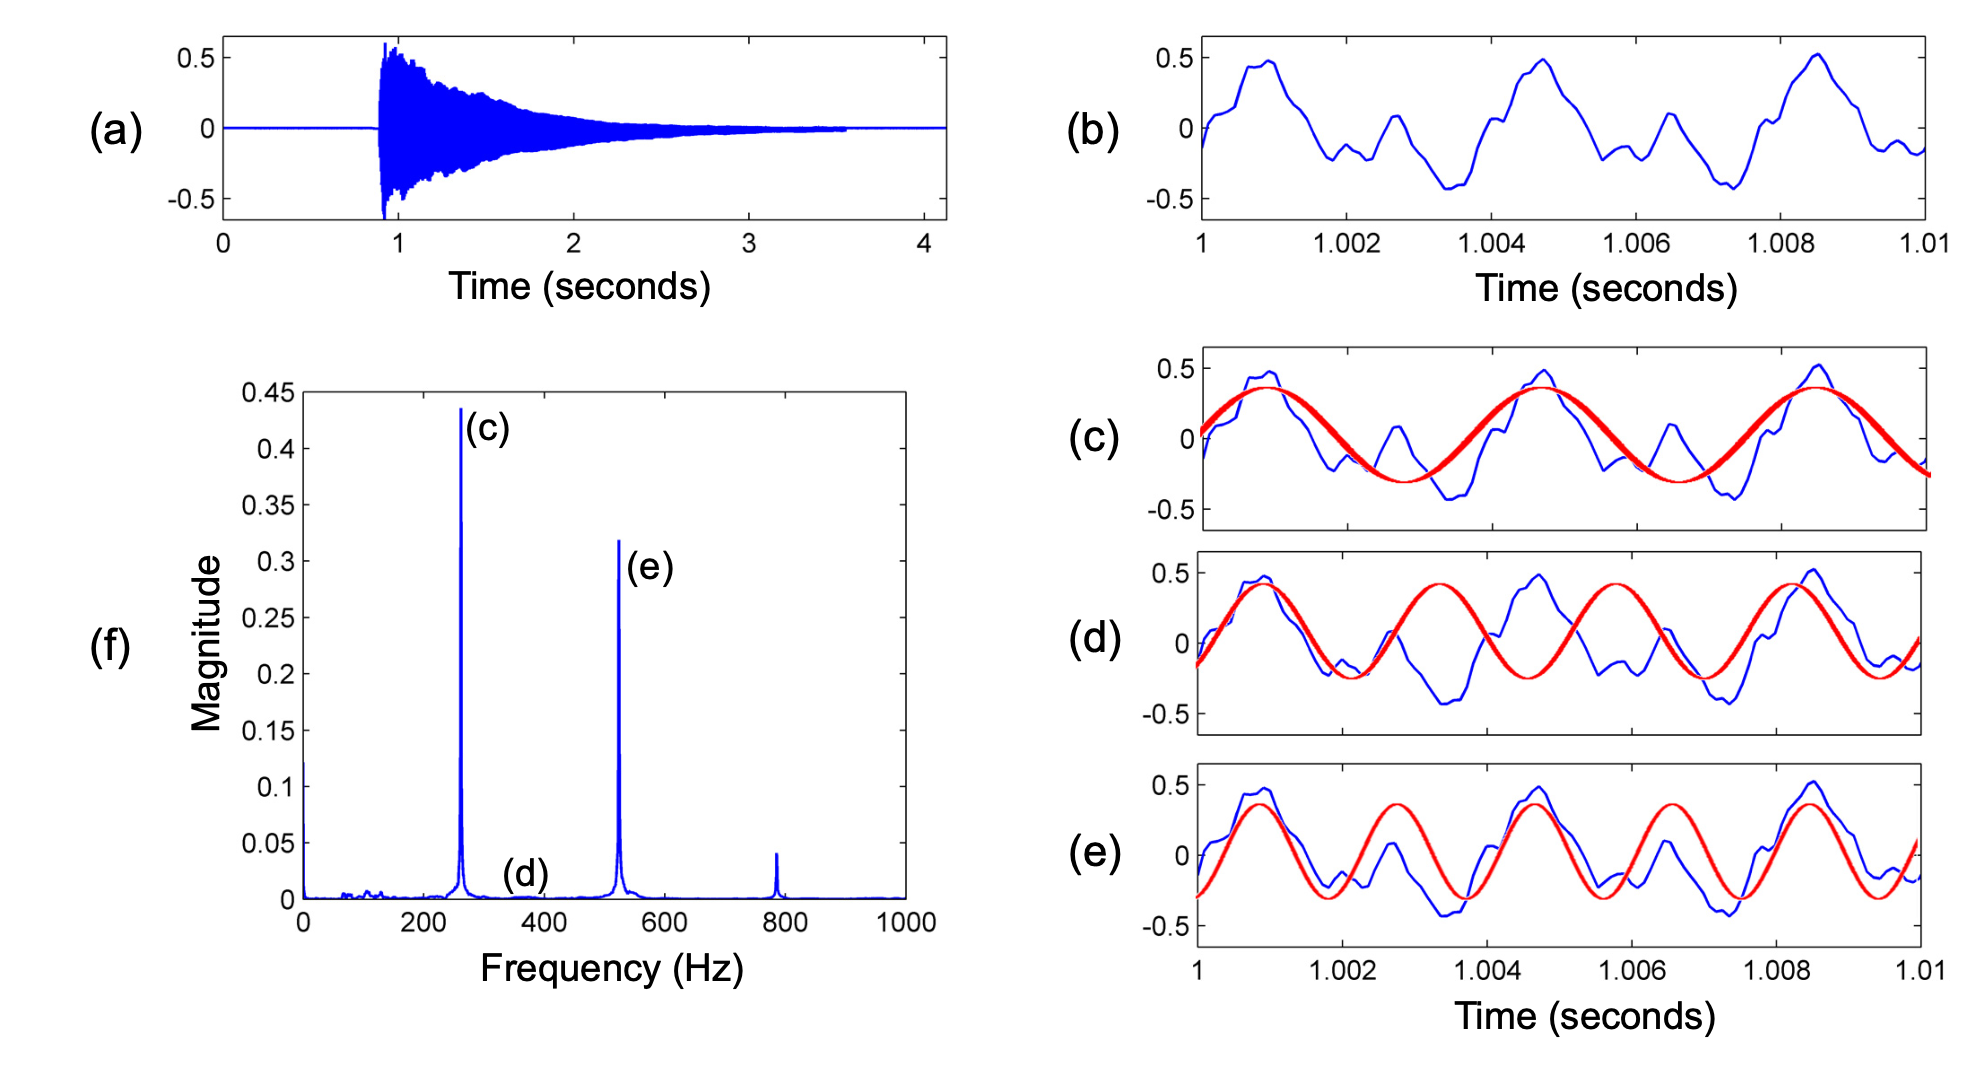 (a)
0.5
0
-0.5
0 1 2 3 4
Time (seconds)
(b)
0.5
0
-0.5
1 1.002 1.004 1.006 1.008 1.01
Time (seconds)
(f)
Magnitude
0.45
0.4
0.35
0.3
0.25
0.2
0.15
0.1
0.05
0
(c)
(e)
(d)
0 200 400 600 800 1000
Frequency (Hz)
(c)
0.5
0
-0.5
(d)
0.5
0
-0.5
(e)
0.5
0
-0.5
1 1.002 1.004 1.006 1.008 1.01
Time (seconds)